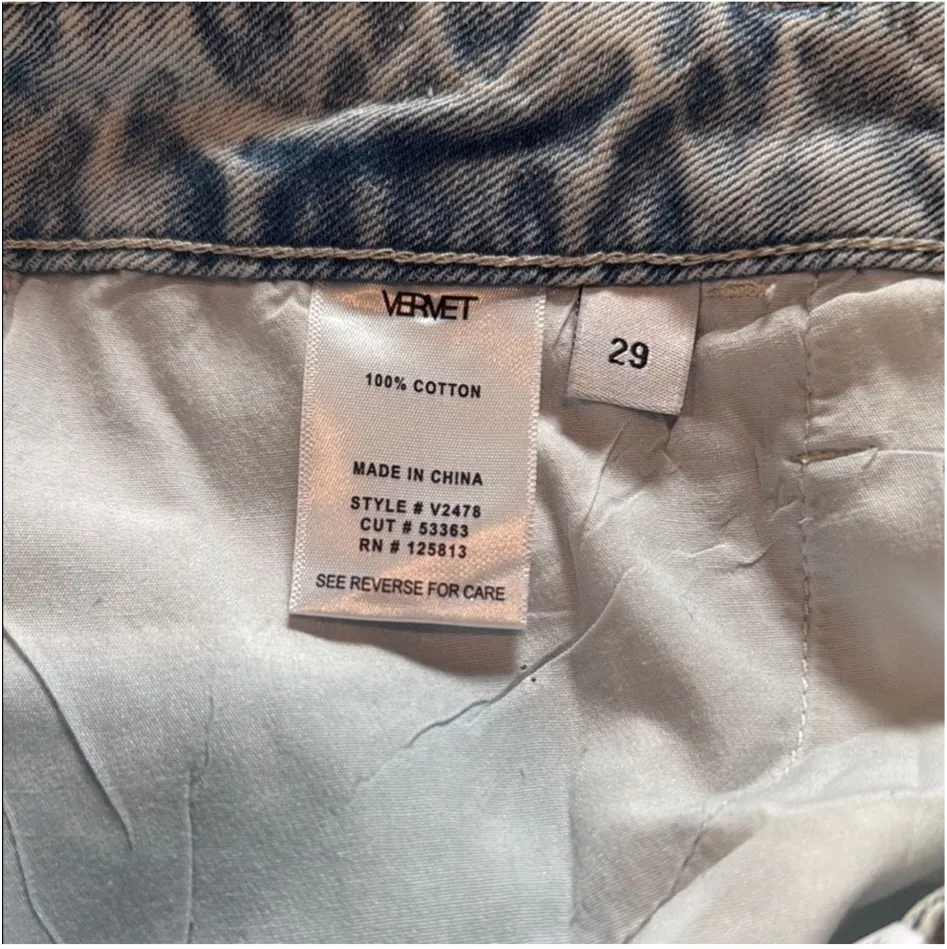 VERVET
100% COTTON
MADE IN CHINA
STYLE # V2478
CUT # 53363
RN # 125813
SEE REVERSE FOR CARE
29